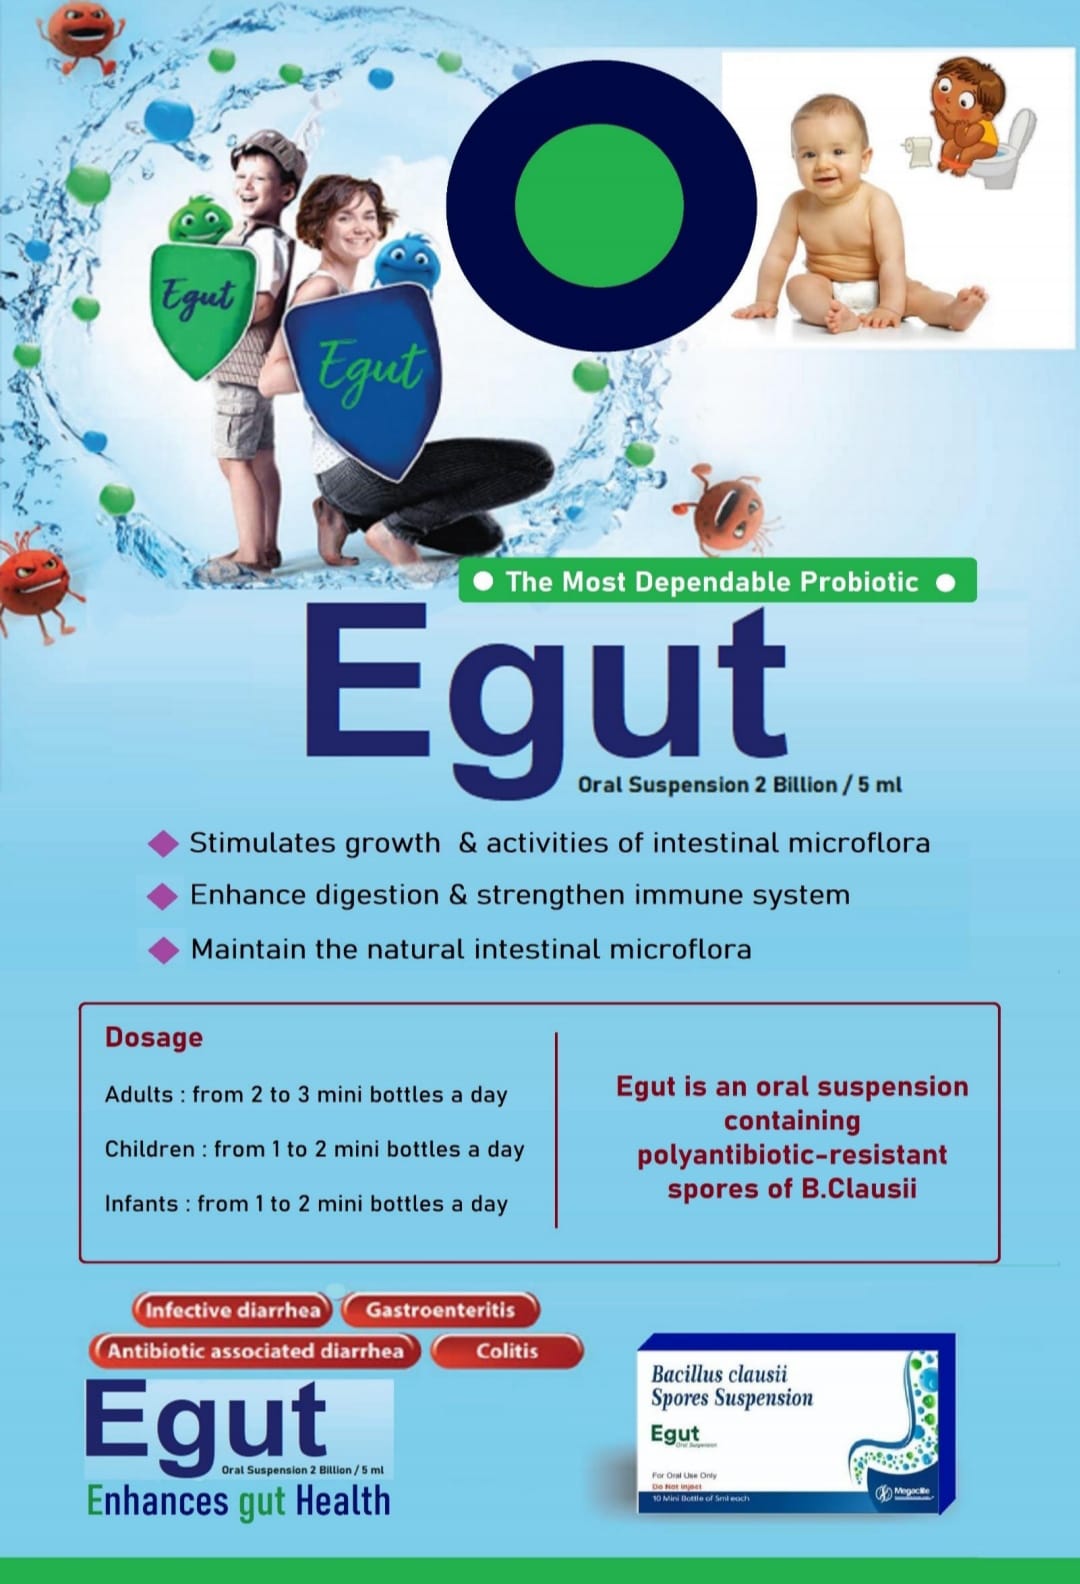 Egut
Egut
The Most Dependable Probiotic
Egut
Oral Suspension 2 Billion / 5 ml
Stimulates growth & activities of intestinal microflora
Enhance digestion & strengthen immune system
Maintain the natural intestinal microflora
Dosage
Adults : from 2 to 3 mini bottles a day
Children : from 1 to 2 mini bottles a day
Infants : from 1 to 2 mini bottles a day
Egut is an oral suspension
containing
polyantibiotic-resistant
spores of B.Clausii
Infective diarrhea
Gastroenteritis
Antibiotic associated diarrhea
Colitis
Egut
Oral Suspension 2 Billion / 5 ml
Enhances gut Health
Bacillus clausii
Spores Suspension
Egut
Oral Suspension
For Oral Use Only
Do Not Inject
10 Mini Bottle of 5ml each